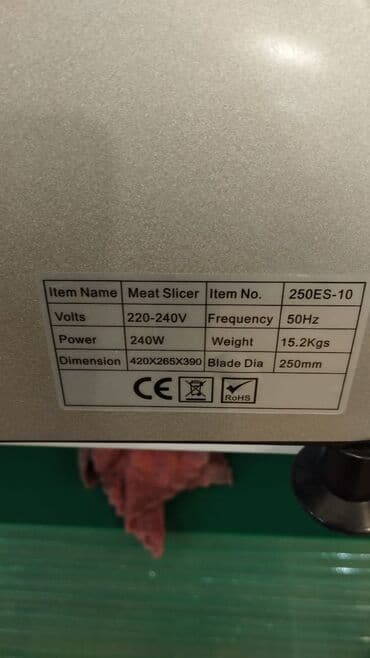 Item Name Meat Slicer Item No. 250ES-10
Volts 220-240V Frequency 50Hz
Power 240W Weight 15.2Kgs
Dimension 420X265X390 Blade Dia 250mm
CE RoHS